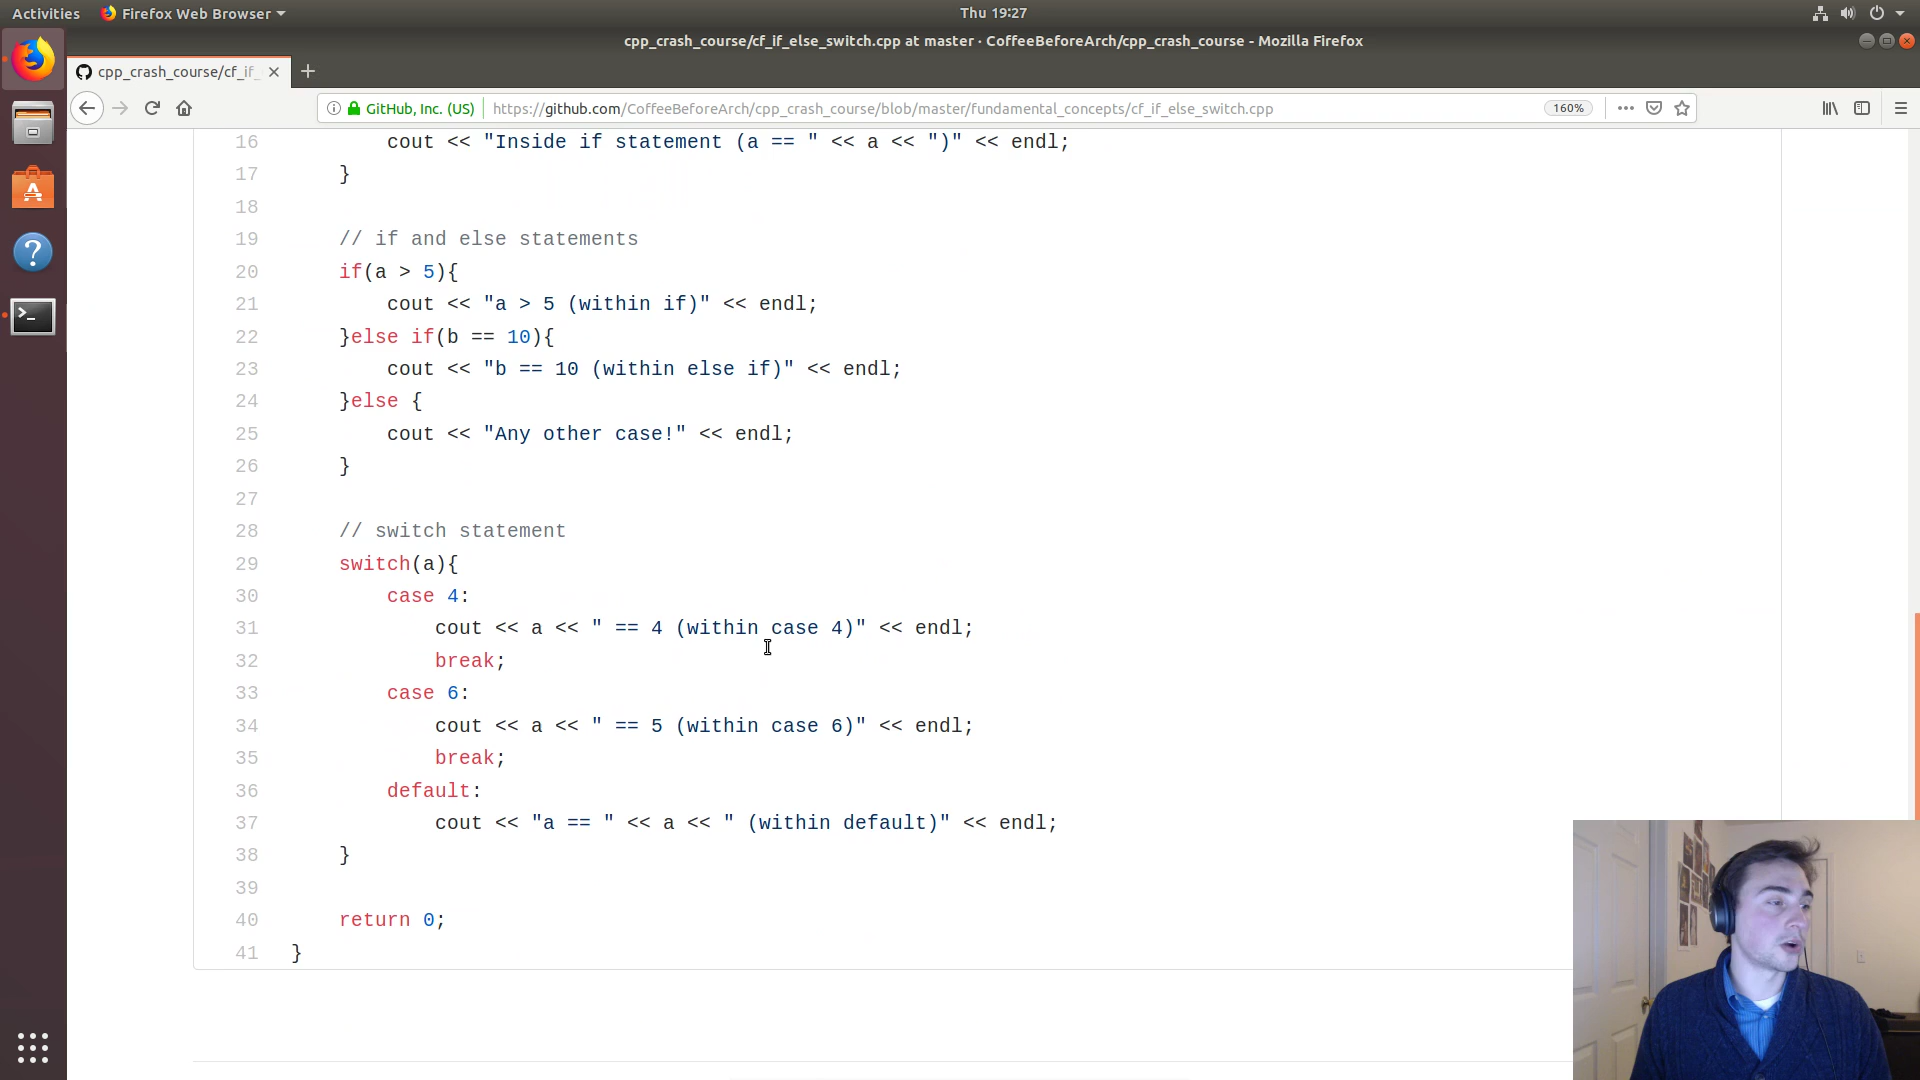 Activities
Firefox Web Browser
Thu 19:27
cpp_crash_course/cf_if_else_switch.cpp at master · CoffeeBeforeArch/cpp_crash_course - Mozilla Firefox
cpp_crash_course/cf_if_
GitHub, Inc. (US)
https://github.com/CoffeeBeforeArch/cpp_crash_course/blob/master/fundamental_concepts/cf_if_else_switch.cpp
160%
16 cout << "Inside if statement (a == " << a << ")" << endl;
17 }
18
19 // if and else statements
20 if(a > 5){
21 cout << "a > 5 (within if)" << endl;
22 }else if(b == 10){
23 cout << "b == 10 (within else if)" << endl;
24 }else {
25 cout << "Any other case!" << endl;
26 }
27
28 // switch statement
29 switch(a){
30 case 4:
31 cout << a << " == 4 (within case 4)" << endl;
32 break;
33 case 6:
34 cout << a << " == 5 (within case 6)" << endl;
35 break;
36 default:
37 cout << "a == " << a << " (within default)" << endl;
38 }
39
40 return 0;
41 }